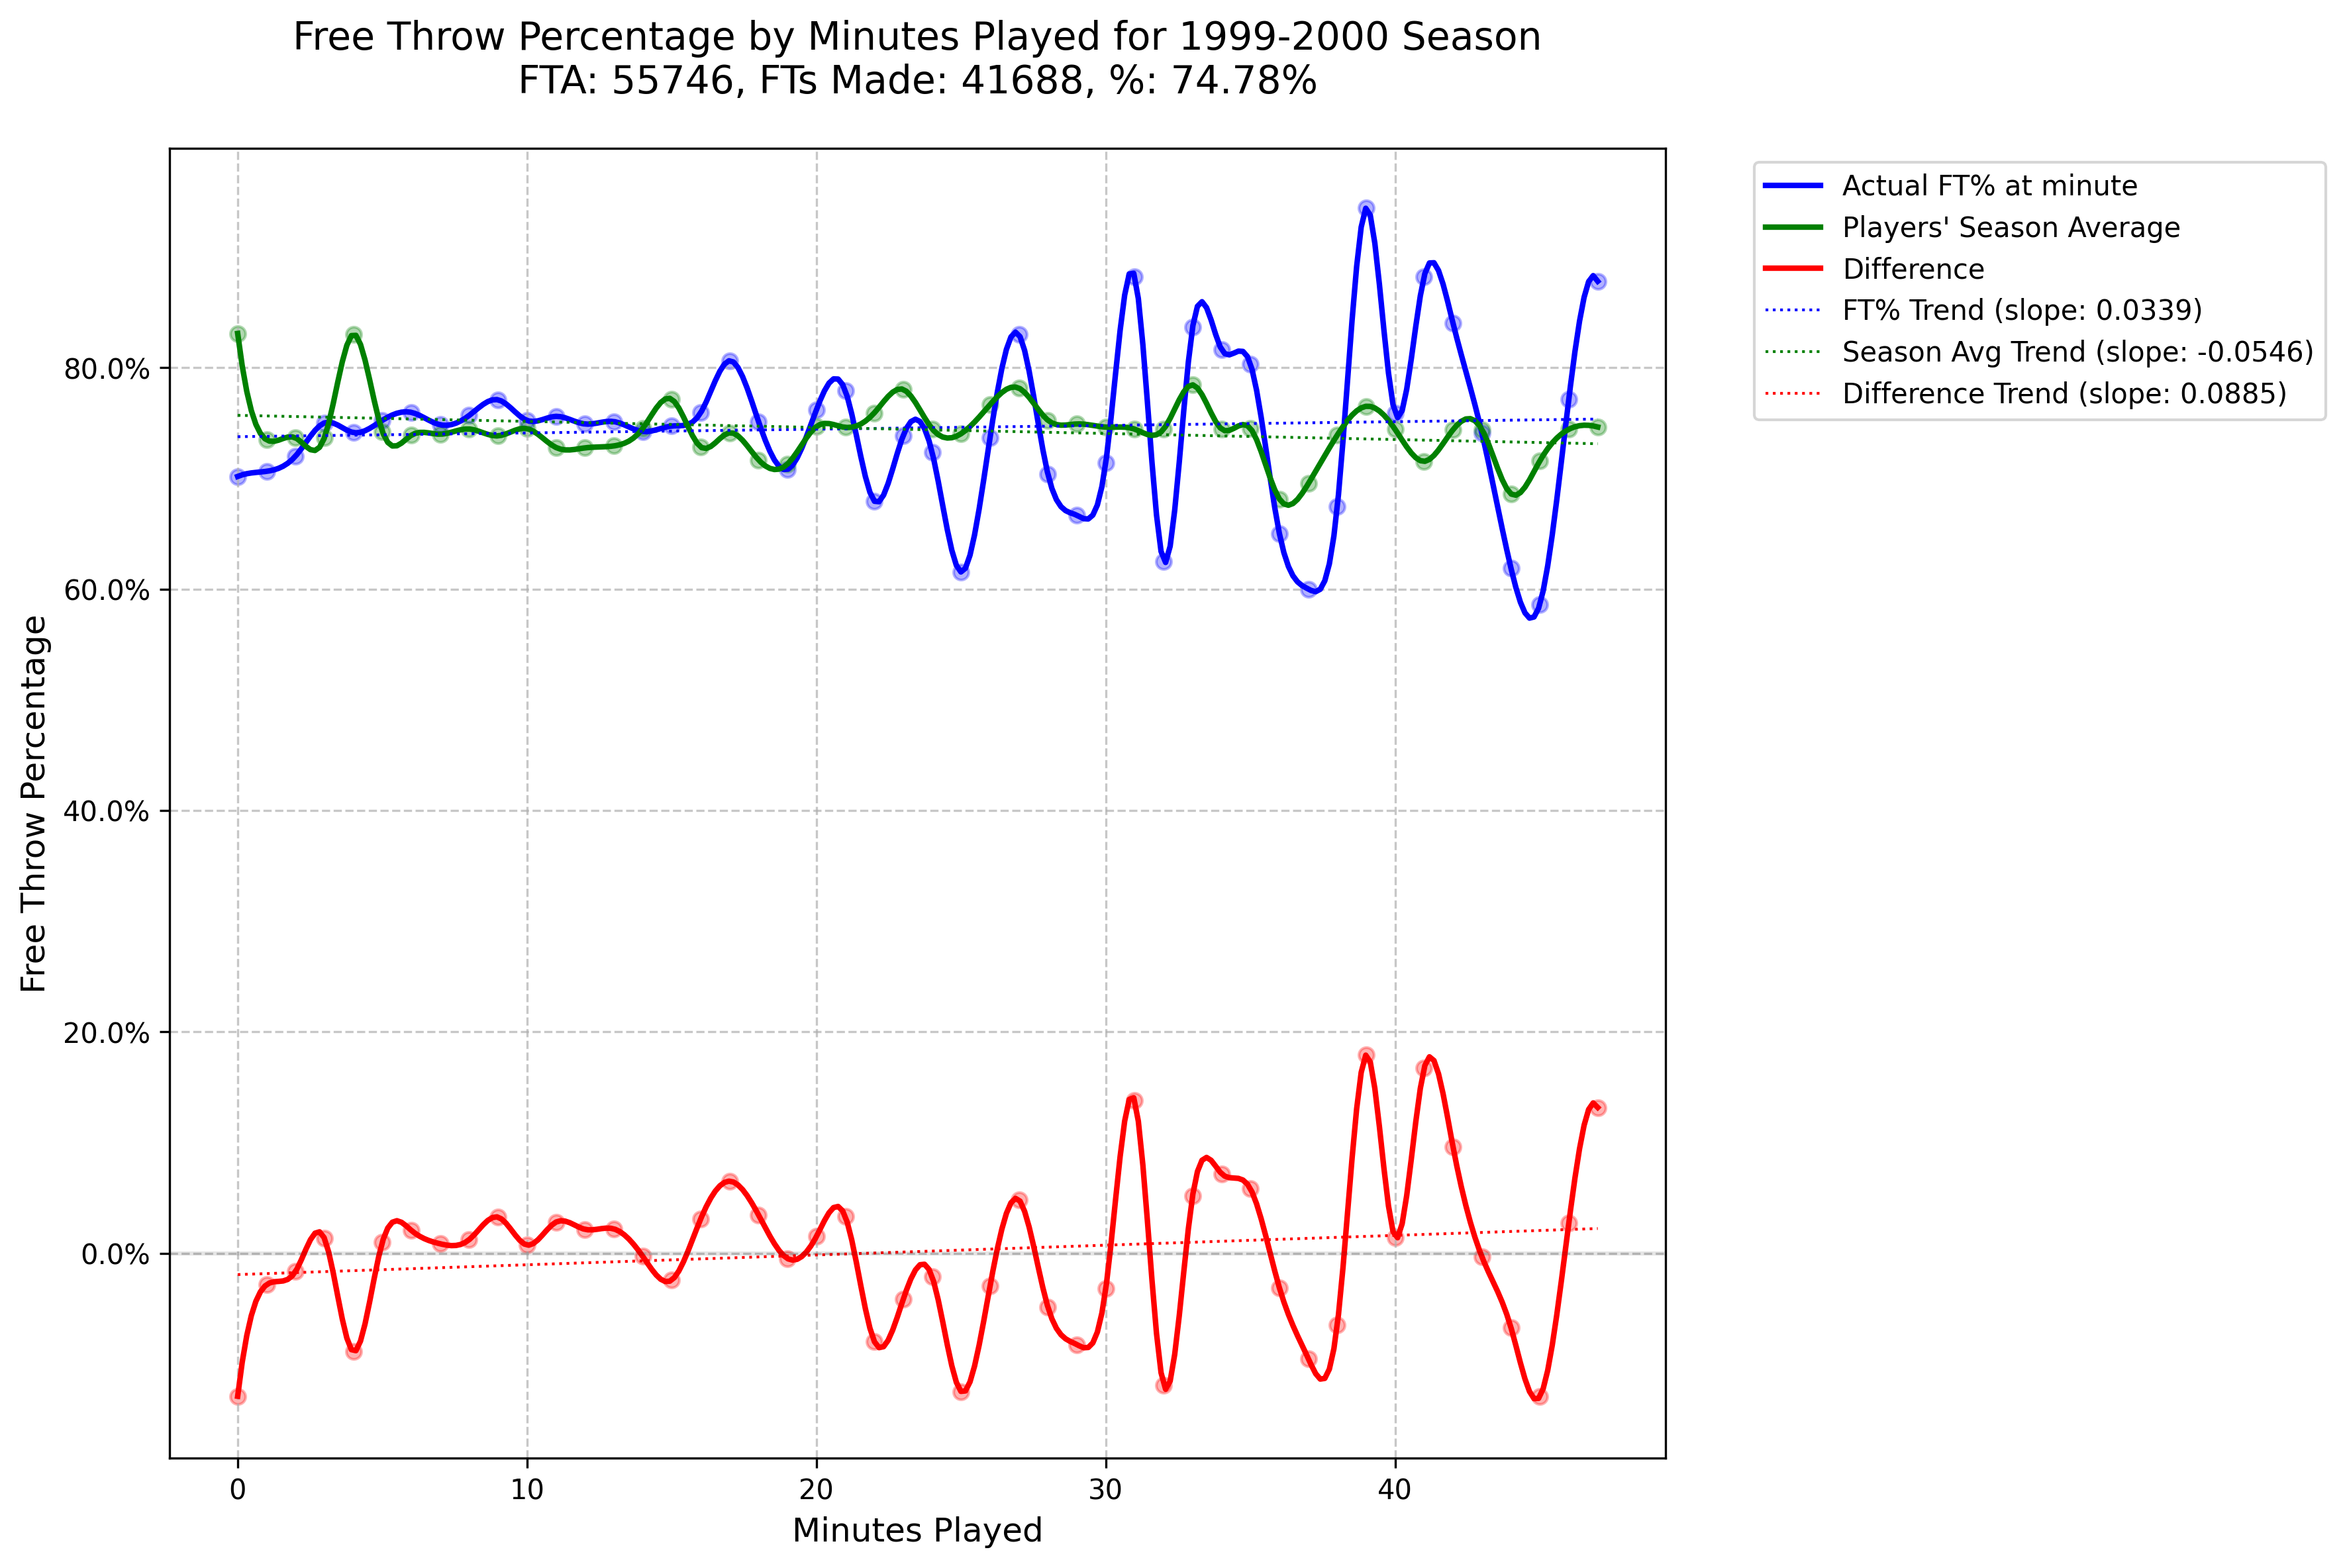 Free Throw Percentage by Minutes Played for 1999-2000 Season
FTA: 55746, FTs Made: 41688, %: 74.78%
Actual FT% at minute
Players' Season Average
Difference
FT% Trend (slope: 0.0339)
Season Avg Trend (slope: -0.0546)
Difference Trend (slope: 0.0885)
Free Throw Percentage
80.0%
60.0%
40.0%
20.0%
0.0%
0 10 20 30 40
Minutes Played